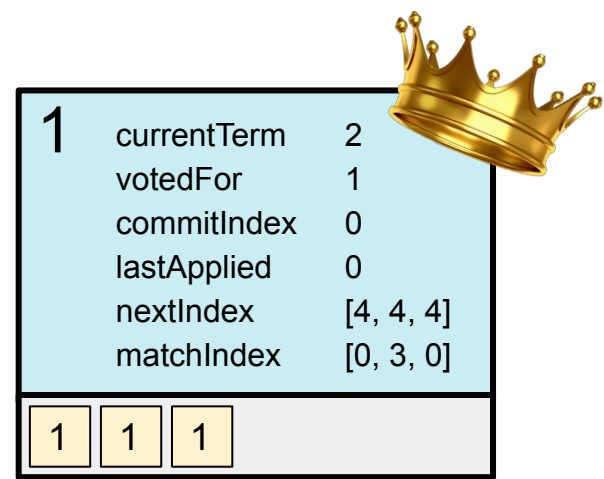 1
currentTerm 2
votedFor 1
commitIndex 0
lastApplied 0
nextIndex [4, 4, 4]
matchIndex [0, 3, 0]
1 1 1